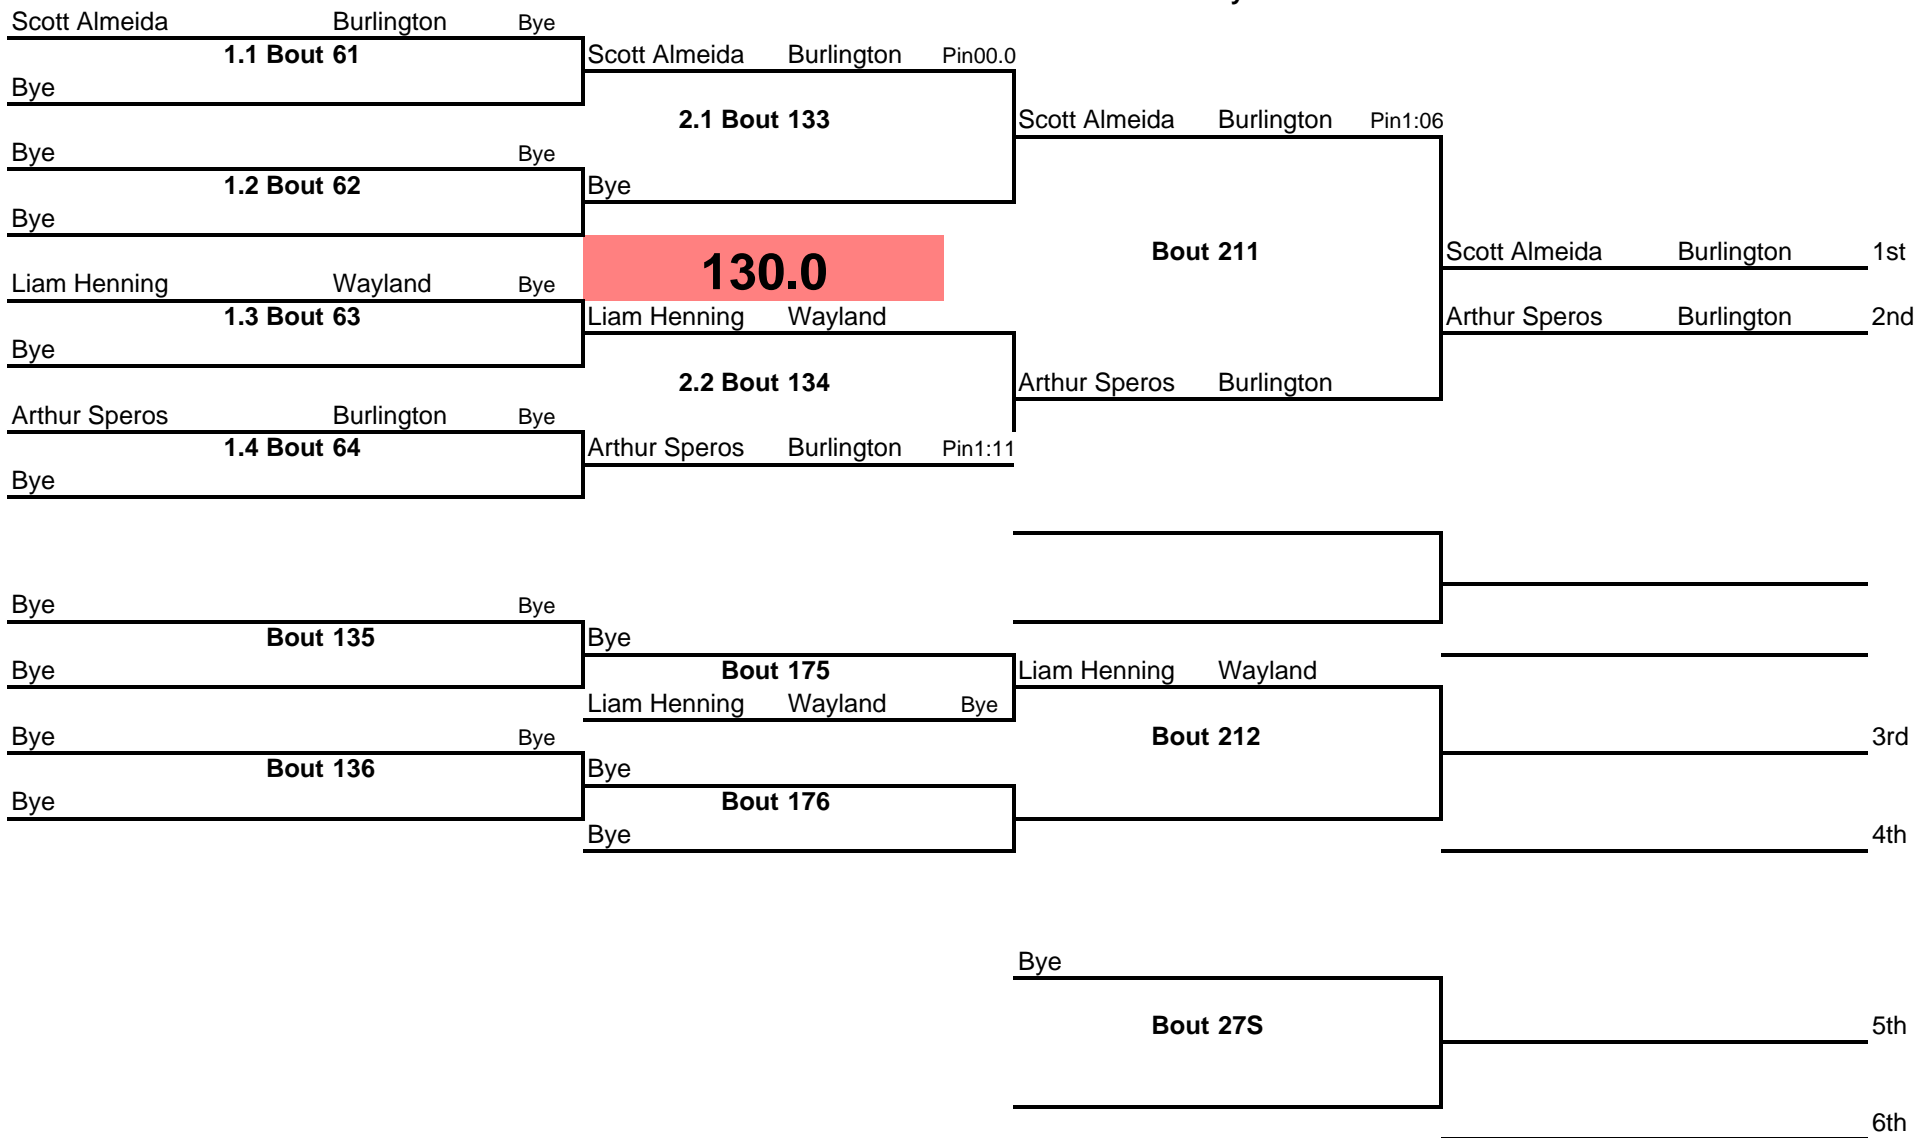 Scott Almeida Burlington Bye
1.1 Bout 61
Scott Almeida Burlington Pin00.0
Bye
2.1 Bout 133
Scott Almeida Burlington Pin1:06
Bye Bye
1.2 Bout 62
Bye
Bye
130.0
Bout 211
Scott Almeida Burlington 1st
Liam Henning Wayland Bye
1.3 Bout 63
Liam Henning Wayland
Arthur Speros Burlington 2nd
Bye
2.2 Bout 134
Arthur Speros Burlington
Arthur Speros Burlington Bye
1.4 Bout 64
Arthur Speros Burlington Pin1:11
Bye
Bye Bye
Bout 135
Bye
Bye
Bout 175
Liam Henning Wayland
Liam Henning Wayland Bye
Bye Bye
Bout 212
3rd
Bout 136
Bye
Bye
Bout 176
Bye
4th
Bye
Bout 27S
5th
6th